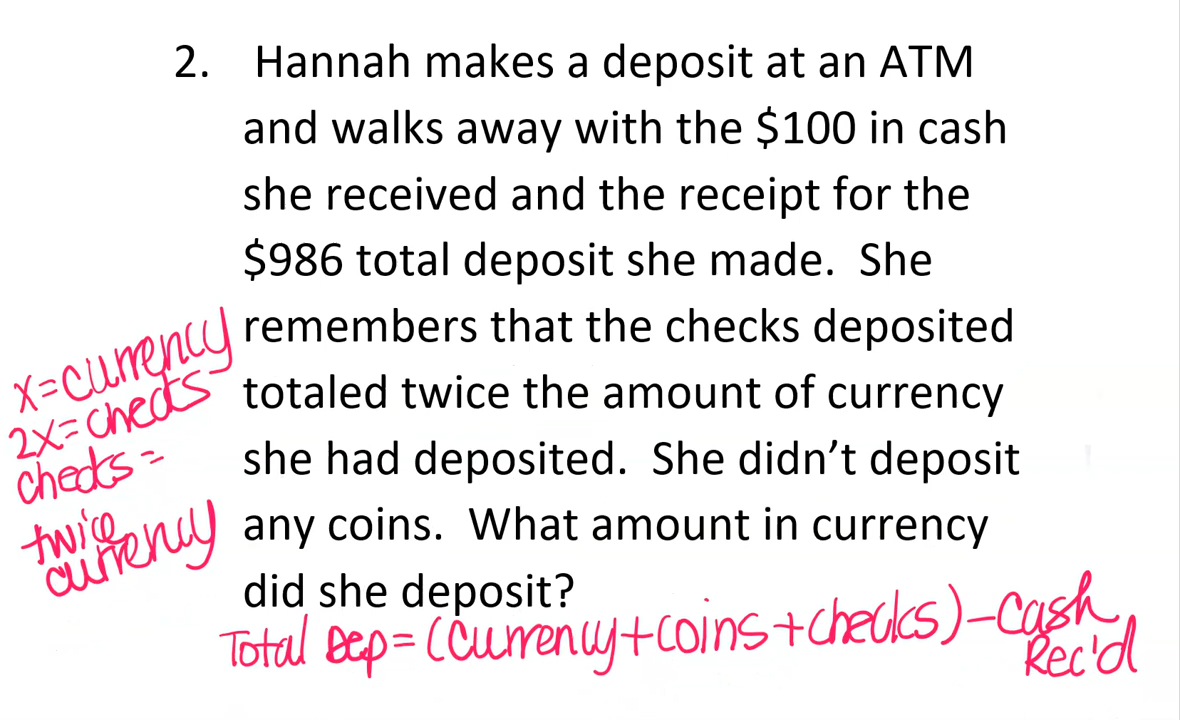 2. Hannah makes a deposit at an ATM
and walks away with the $100 in cash
she received and the receipt for the
$986 total deposit she made. She
remembers that the checks deposited
totaled twice the amount of currency
she had deposited. She didn't deposit
any coins. What amount in currency
did she deposit?
x=currency
2x=checks
checks =
twice
currency
Total Dep = (Currency+coins+checks)-Cash
Rec'd